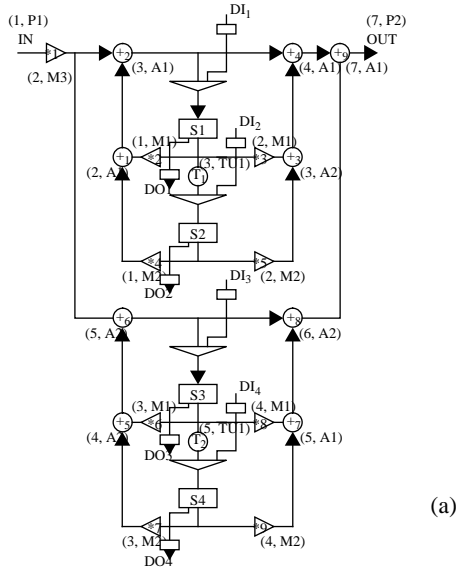 (1, P1)
IN
*1
(2, M3)
DI1
(7, P2)
OUT
+2
(3, A1)
+4
(4, A1)
+9
(7, A1)
S1
DI2
(1, M1)
(2, M1)
+1
*2
(3, TU1)
*3
+3
(2, A
DO
T1
(3, A2)
S2
*4
*5
(1, M2)
(2, M2)
DO2
DI3
+6
+8
(5, A2)
(6, A2)
S3
DI4
(3, M1)
(4, M1)
+5
*6
(5, TU1)
*8
+7
(4, A
DO3
T2
(5, A1)
S4
(a)
*7
*9
(3, M2)
(4, M2)
DO4